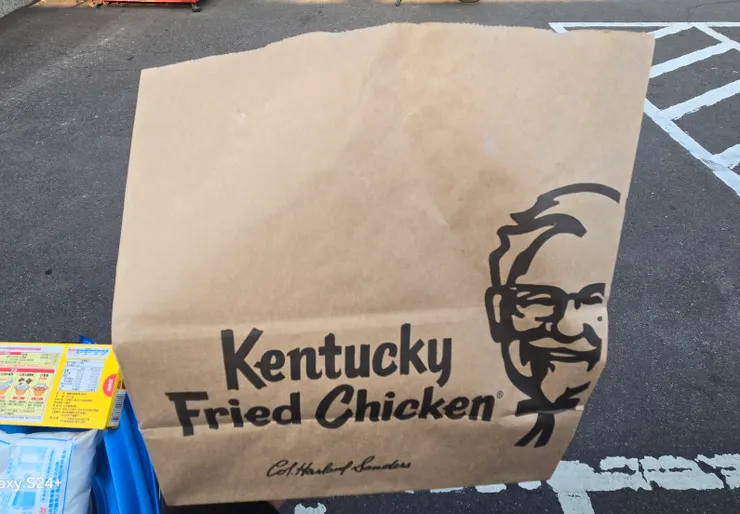 Kentucky
Fried Chicken®
Col. Harland Sanders
axy S24+